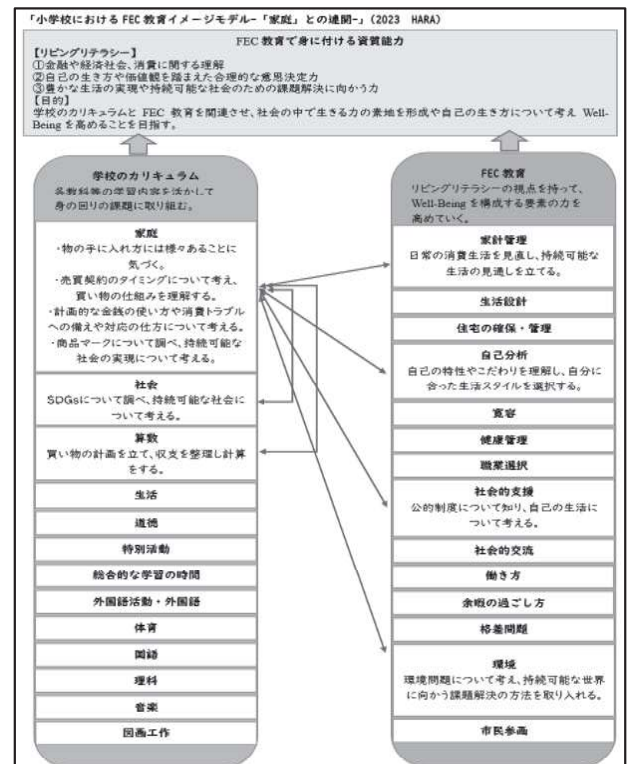 「小学校における FEC 教育イメージモデル-「家庭」との連関-」(2023 HARA)
FEC 教育で身に付ける資質能力
【リビングリテラシー】
①金融や経済社会、消費に関する理解
②自己の生き方や価値観を踏まえた合理的な意思決定力
③豊かな生活の実現や持続可能な社会のための課題解決に向かう力
【目的】
学校のカリキュラムと FEC 教育を関連させ、社会の中で生きる力の素地を形成や自己の生き方について考え Well-
Being を高めることを目指す。
学校のカリキュラム
各教科等の学習内容を活かして
身の回りの課題に取り組む。
家庭
・物の手に入れ方には様々あることに
気づく。
・売買契約のタイミングについて考え、
買い物の仕組みを理解する。
・計画的な金銭の使い方や消費トラブル
への備えや対応の仕方について考える。
・商品マークについて調べ、持続可能な
社会の実現について考える。
社会
SDGsについて調べ、持続可能な社会に
ついて考える。
算数
買い物の計画を立て、収支を整理し計算
をする。
生活
道徳
特別活動
総合的な学習の時間
外国語活動・外国語
体育
国語
理科
音楽
図画工作
FEC 教育
リビングリテラシーの視点を持って、
Well-Being を構成する要素の力を
高めていく。
家計管理
日常の消費生活を見直し、持続可能な
生活の見通しを立てる。
生活設計
住宅の確保・管理
自己分析
自己の特性やこだわりを理解し、自分に
合った生活スタイルを選択する。
寛容
健康管理
職業選択
社会的支援
公的制度について知り、自己の生活に
ついて考える。
社会的交流
働き方
余暇の過ごし方
格差問題
環境
環境問題について考え、持続可能な世界
に向かう課題解決の方法を取り入れる。
市民参画